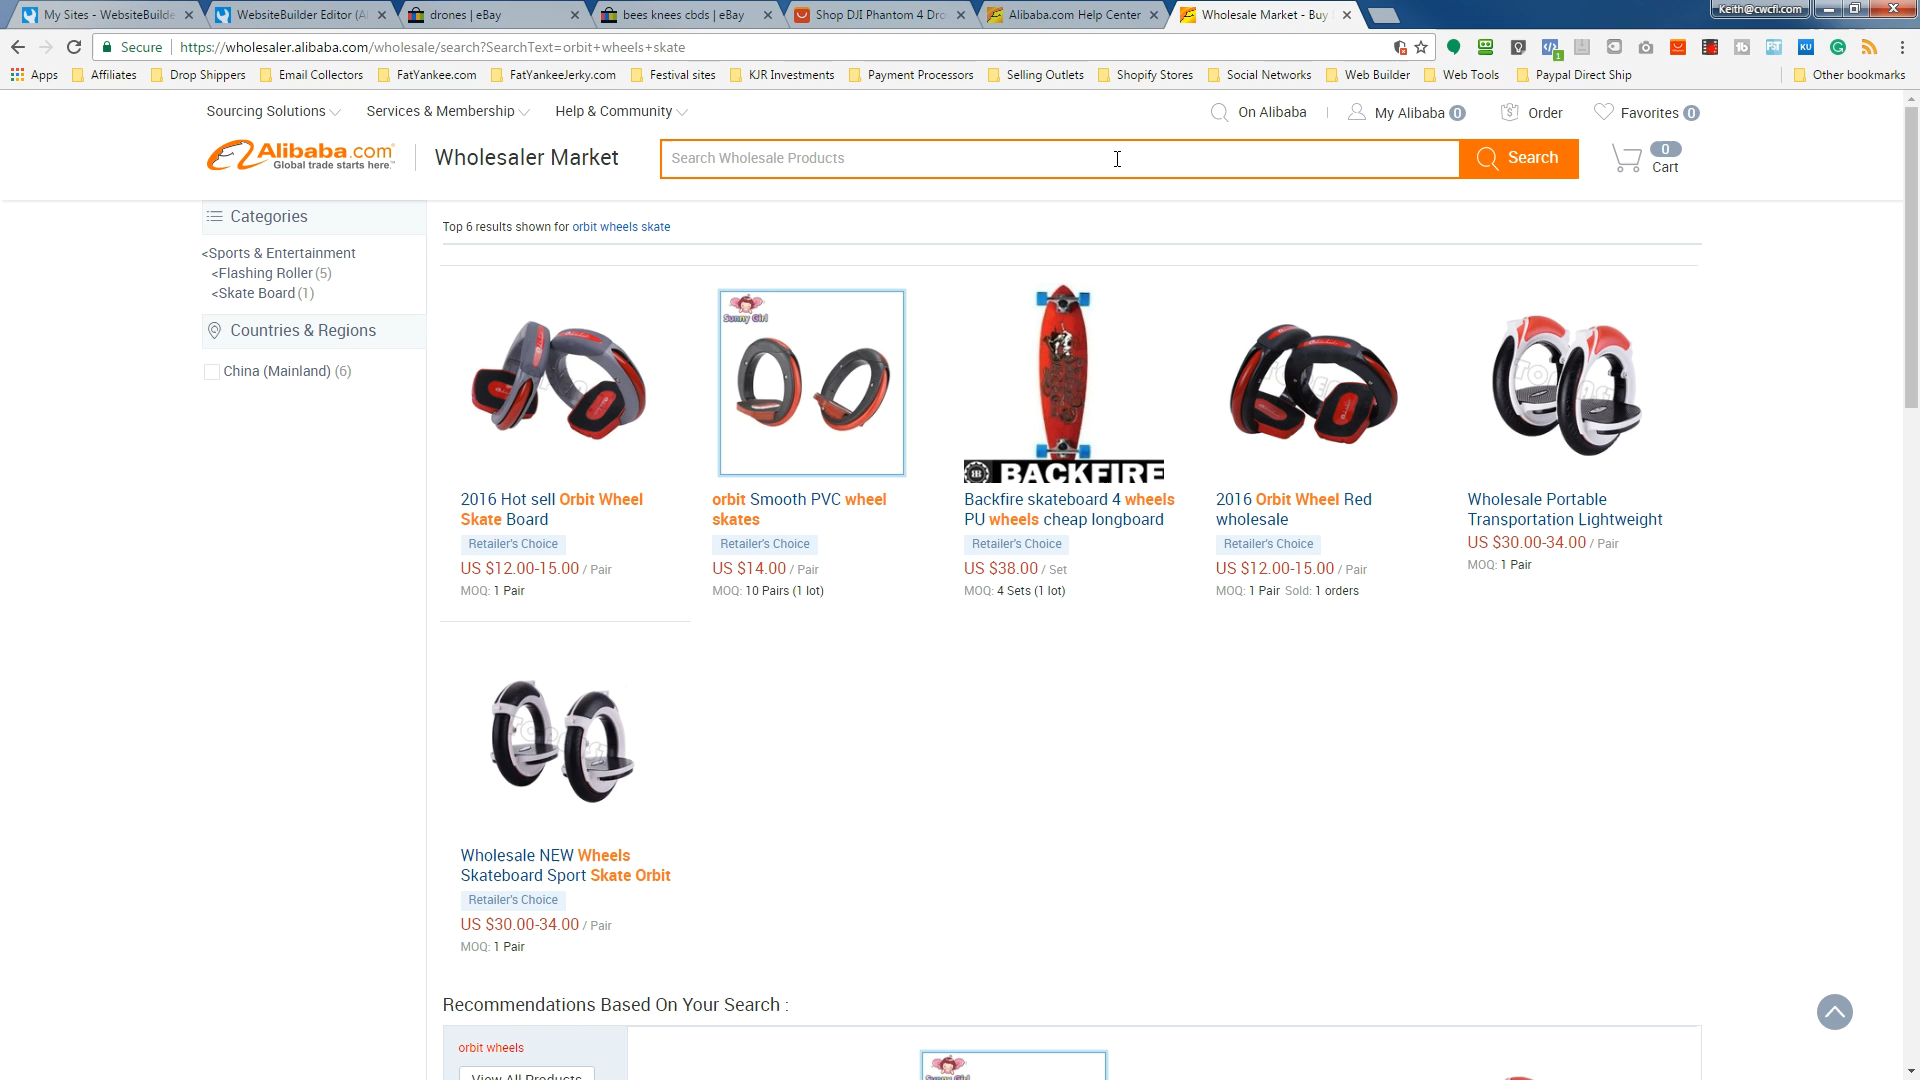 My Sites - WebsiteBuilde
WebsiteBuilder Editor (A
drones | eBay
bees knees cbds | eBay
Shop DJI Phantom 4 Dro
Alibaba.com Help Center
Wholesale Market - Buy
Keith@cwcfl.com
Secure
https://wholesaler.alibaba.com/wholesale/search?SearchText=orbit+wheels+skate
Apps
Affiliates
Drop Shippers
Email Collectors
FatYankee.com
FatYankeeJerky.com
Festival sites
KJR Investments
Payment Processors
Selling Outlets
Shopify Stores
Social Networks
Web Builder
Web Tools
Paypal Direct Ship
Other bookmarks
Sourcing Solutions
Services & Membership
Help & Community
On Alibaba
My Alibaba 0
Order
Favorites 0
Alibaba.com
Global trade starts here.
Wholesaler Market
Search Wholesale Products
Search
0
Cart
Categories
<Sports & Entertainment
<Flashing Roller (5)
<Skate Board (1)
Countries & Regions
China (Mainland) (6)
Top 6 results shown for orbit wheels skate
Sunny Girl
BACKFIRE
2016 Hot sell Orbit Wheel
Skate Board
Retailer's Choice
US $12.00-15.00 / Pair
MOQ: 1 Pair
orbit Smooth PVC wheel
skates
Retailer's Choice
US $14.00 / Pair
MOQ: 10 Pairs (1 lot)
Backfire skateboard 4 wheels
PU wheels cheap longboard
Retailer's Choice
US $38.00 / Set
MOQ: 4 Sets (1 lot)
2016 Orbit Wheel Red
wholesale
Retailer's Choice
US $12.00-15.00 / Pair
MOQ: 1 Pair Sold: 1 orders
Wholesale Portable
Transportation Lightweight
US $30.00-34.00 / Pair
MOQ: 1 Pair
Wholesale NEW Wheels
Skateboard Sport Skate Orbit
Retailer's Choice
US $30.00-34.00 / Pair
MOQ: 1 Pair
Recommendations Based On Your Search :
orbit wheels
View All Products
Sunny Girl